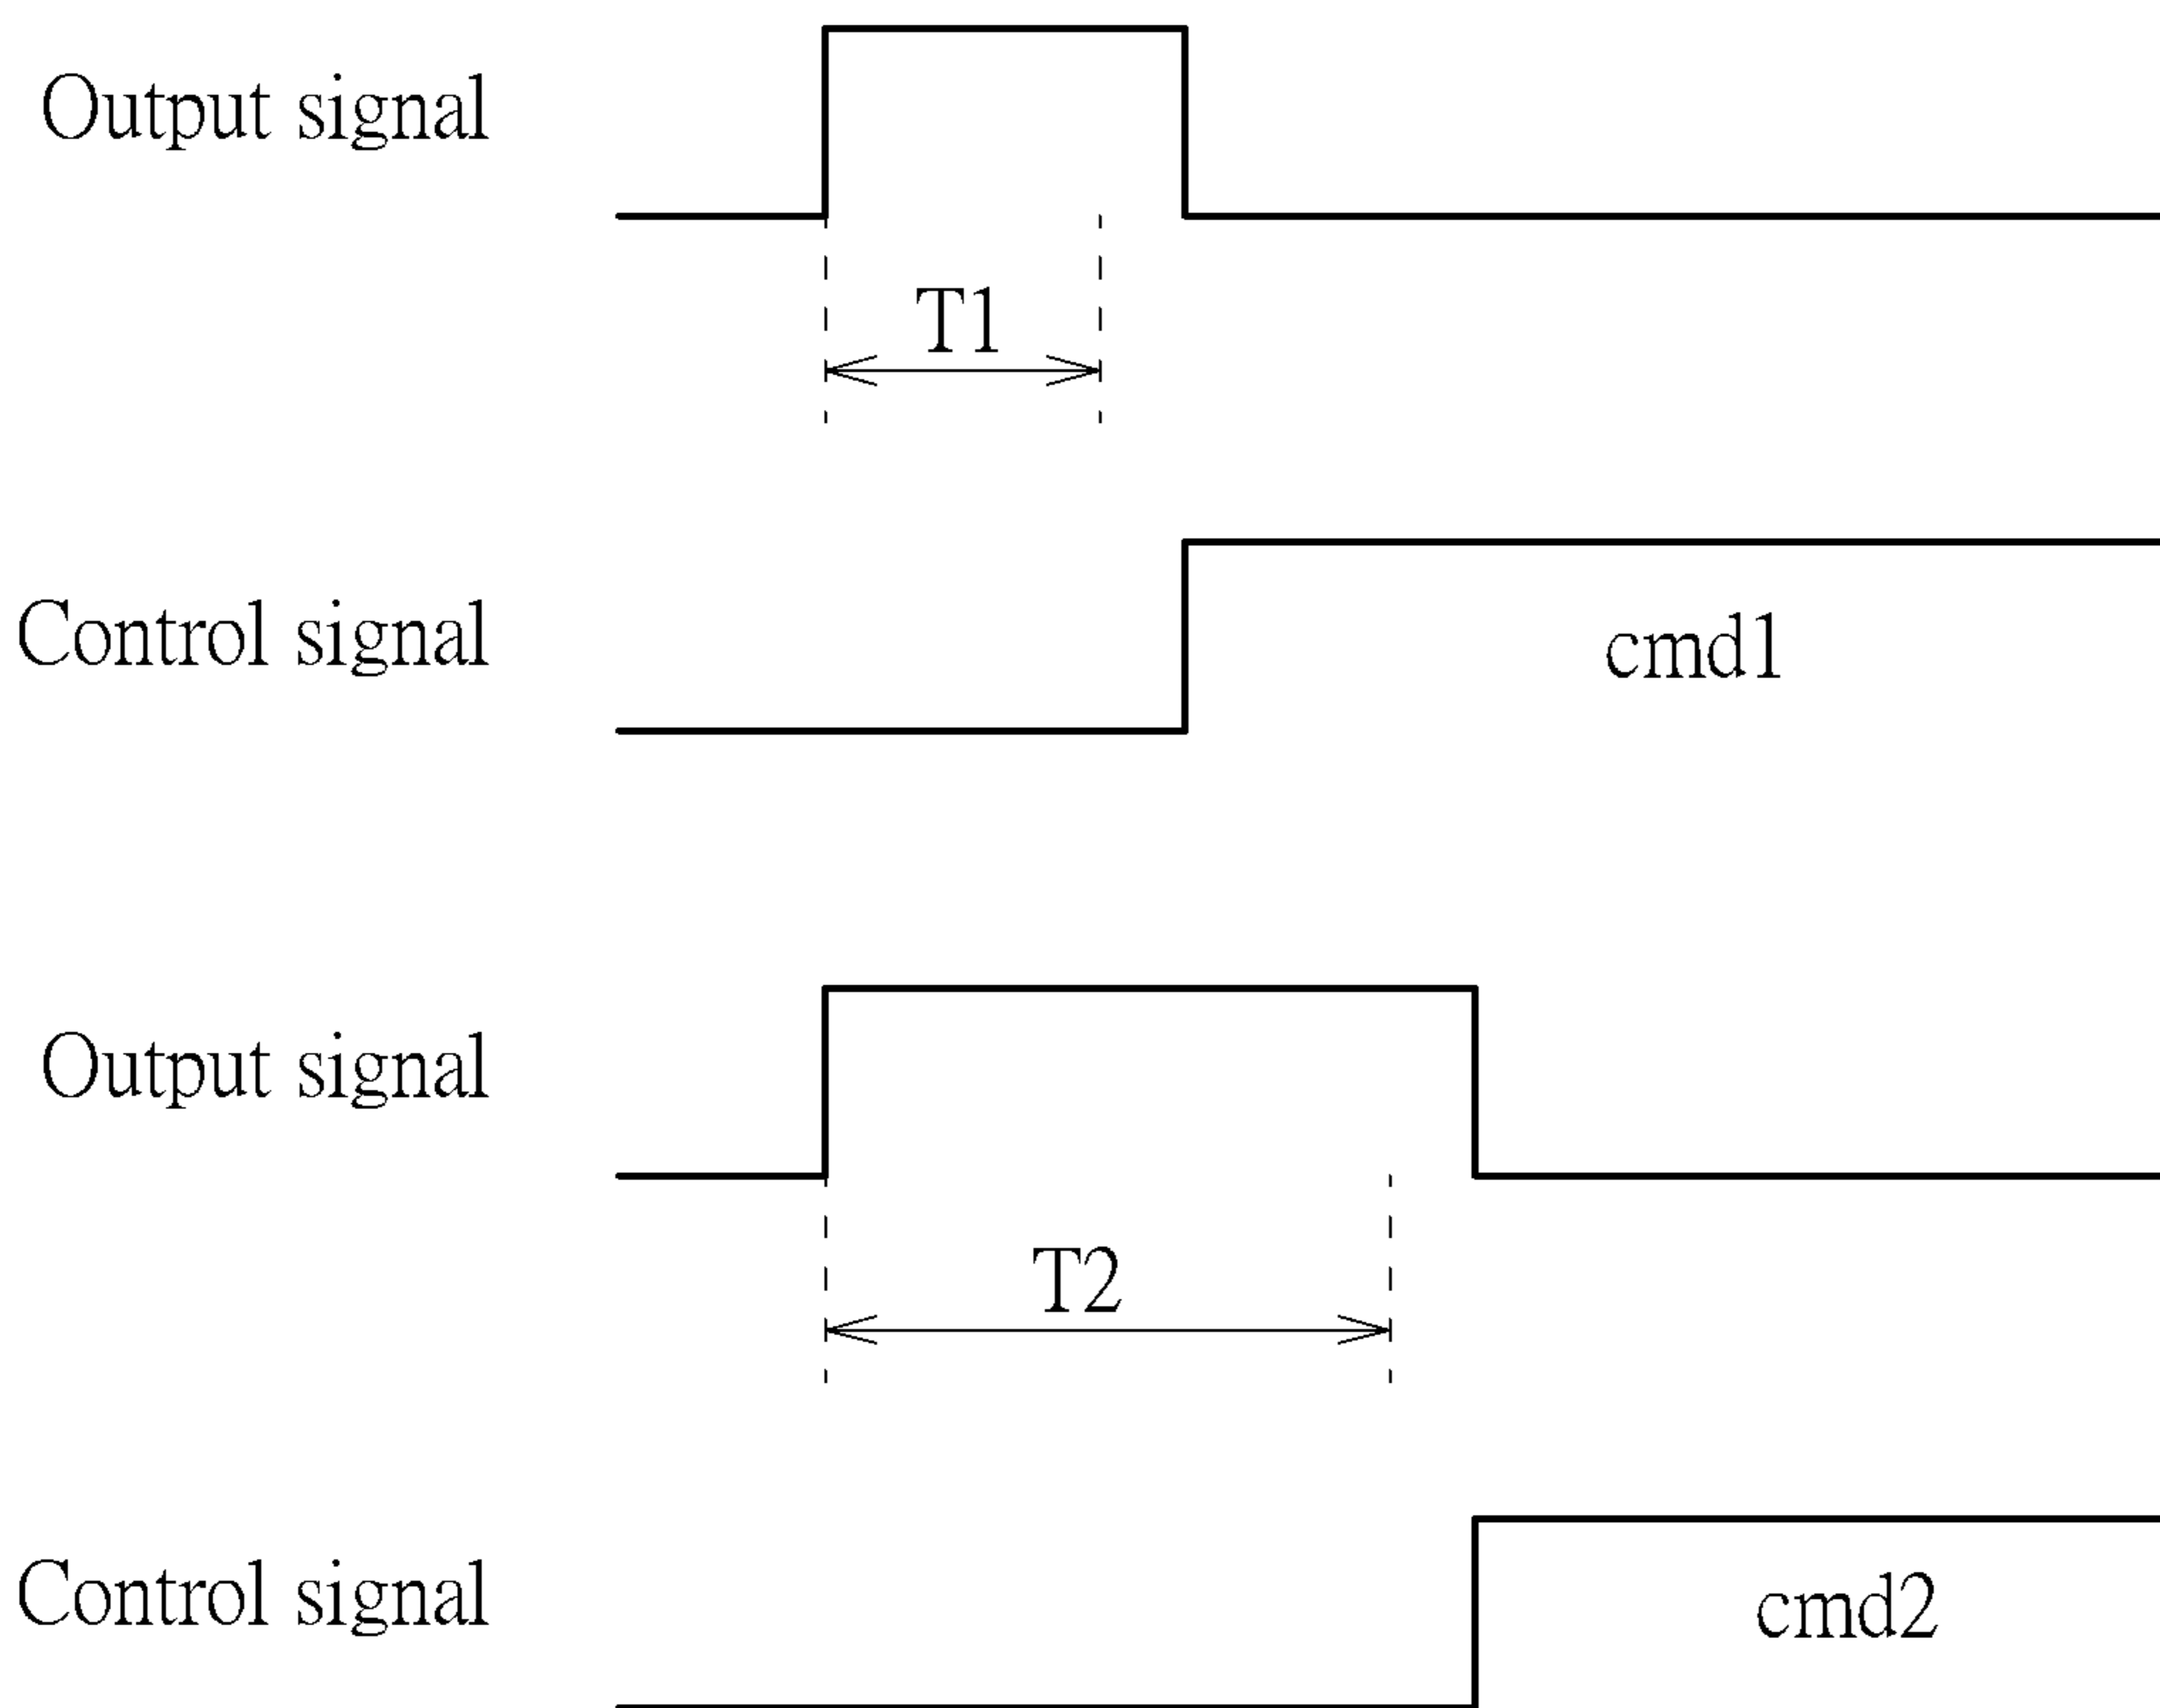 Output signal
T1
Control signal
cmd1
Output signal
T2
Control signal
cmd2